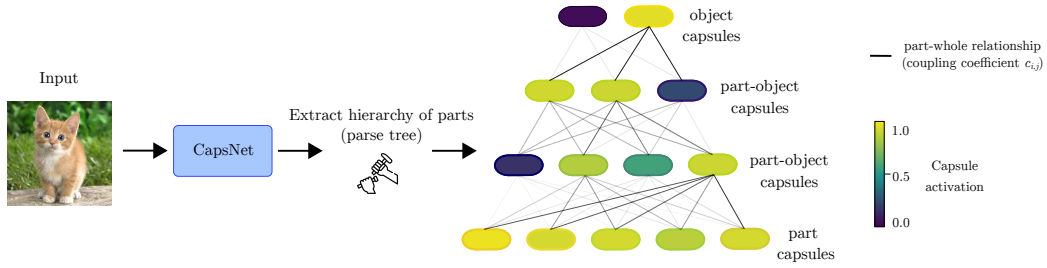 Input
CapsNet
Extract hierarchy of parts
(parse tree)
object
capsules
part-object
capsules
part-object
capsules
part
capsules
part-whole relationship
(coupling coefficient c_{i,j})
1.0
0.5
0.0
Capsule
activation